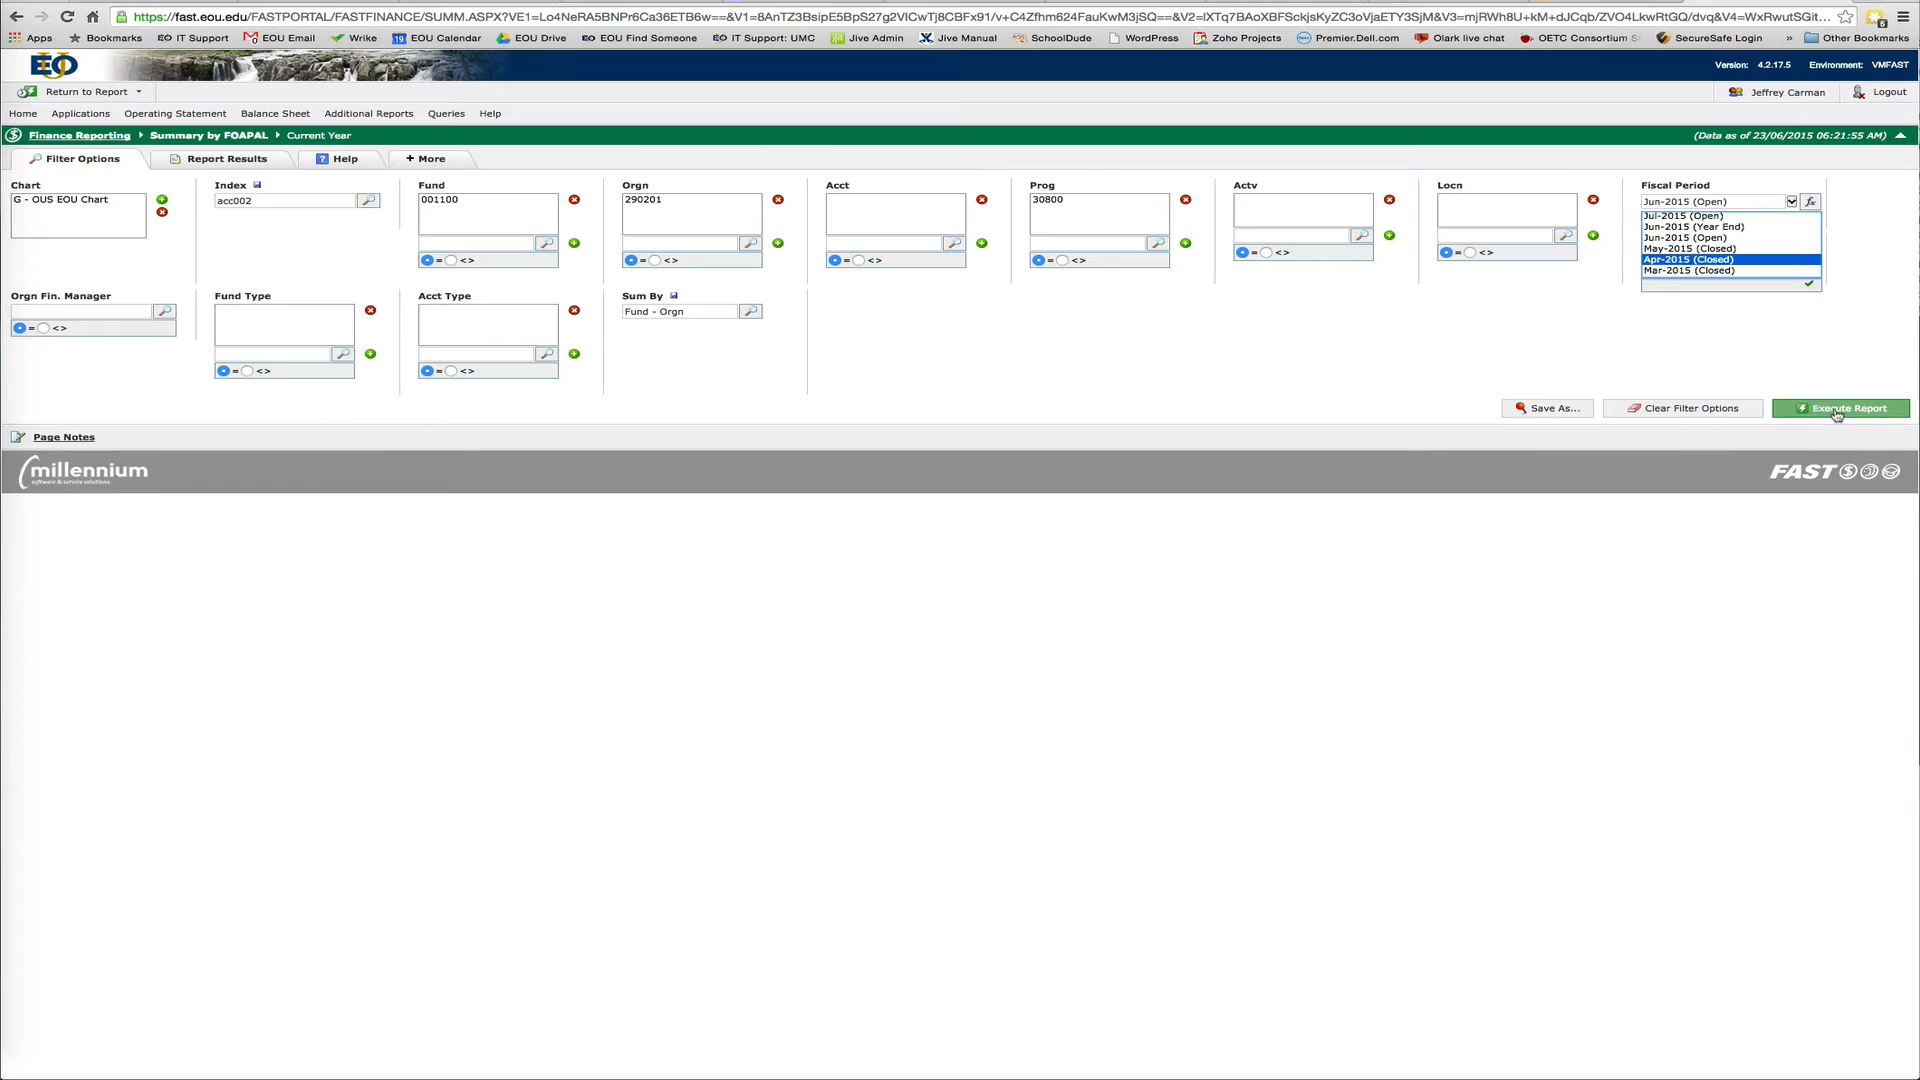 https://fast.eou.edu/FASTPORTAL/FASTFINANCE/SUMM.ASPX?VE1=Lo4NeRA5BNPr6Ca36ETB6w==&V1=8AnTZ3BsipE5BpS27g2VICwTj8CBFx91/v+C4Zfhm624FauKwM3jSQ==&V2=IXTq7BAoXBFSckjsKyZC3oVjaETY3SjM&V3=mjRWh8U+kM+dJCqb/ZVO4LkwRtGQ/dvq&V4=WxRwutSGit...
Apps Bookmarks EOU IT Support EOU Email Wrike 19 EOU Calendar EOU Drive EOU Find Someone IT Support: UMC Jive Admin Jive Manual SchoolDude WordPress Zoho Projects Premier.Dell.com Olark live chat OETC Consortium S SecureSafe Login » Other Bookmarks
EOU Version: 4.2.17.5 Environment: VMFAST
Return to Report Jeffrey Carman Logout
Home Applications Operating Statement Balance Sheet Additional Reports Queries Help
Finance Reporting Summary by FOAPAL Current Year (Data as of 23/06/2015 06:21:55 AM)
Filter Options Report Results ? Help + More
Chart Index Fund Orgn Acct Prog Actv Locn Fiscal Period
G - OUS EOU Chart acc002 001100 290201 30800 Jun-2015 (Open) fx
Jul-2015 (Open)
Jun-2015 (Year End)
Jun-2015 (Open)
May-2015 (Closed)
= <> = <> = <> = <> = <> = <> Apr-2015 (Closed)
Mar-2015 (Closed)
Orgn Fin. Manager Fund Type Acct Type Sum By
Fund - Orgn
= <>
= <> = <>
Save As... Clear Filter Options Execute Report
Page Notes
millennium FAST
software & service solutions.